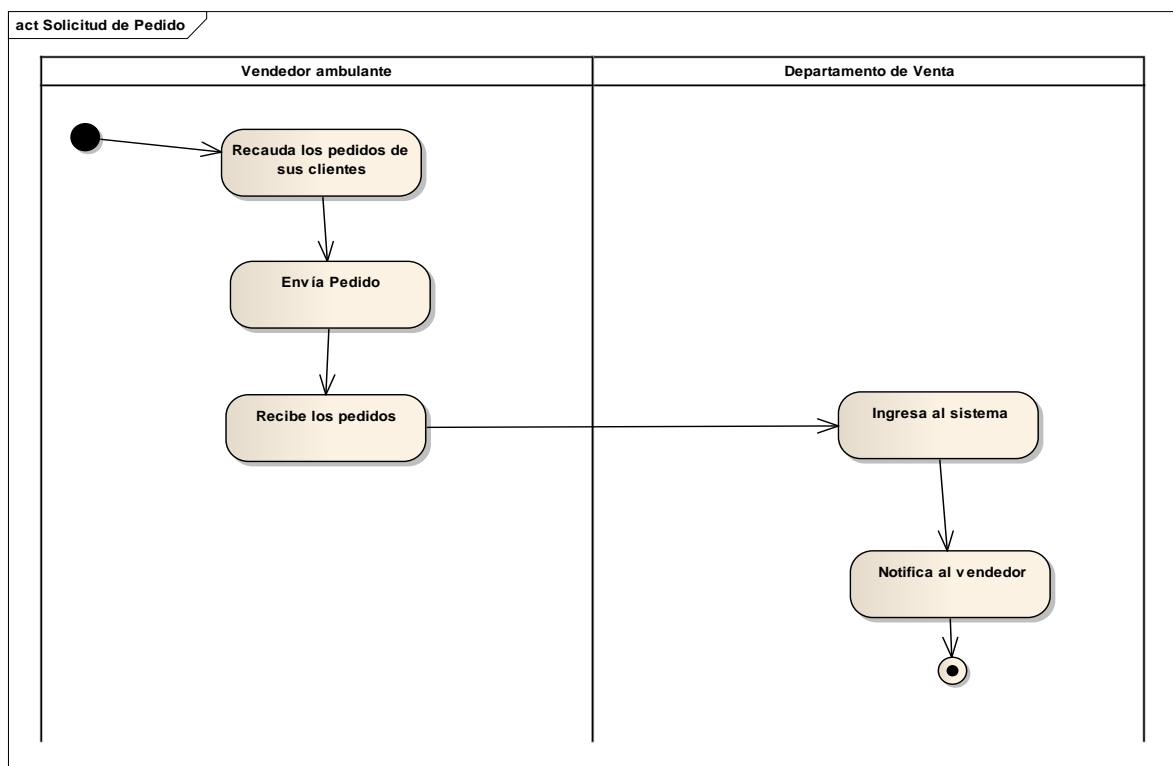 act Solicitud de Pedido
Vendedor ambulante
Departamento de Venta
Recauda los pedidos de
sus clientes
Envía Pedido
Recibe los pedidos
Ingresa al sistema
Notifica al vendedor